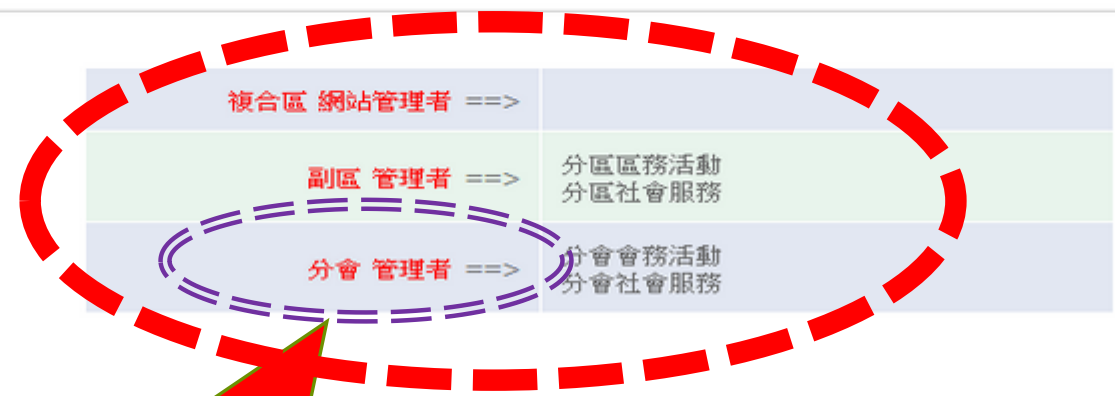 複合區 網站管理者 ==>
副區 管理者 ==>
分區區務活動
分區社會服務
分會 管理者 ==>
分會會務活動
分會社會服務